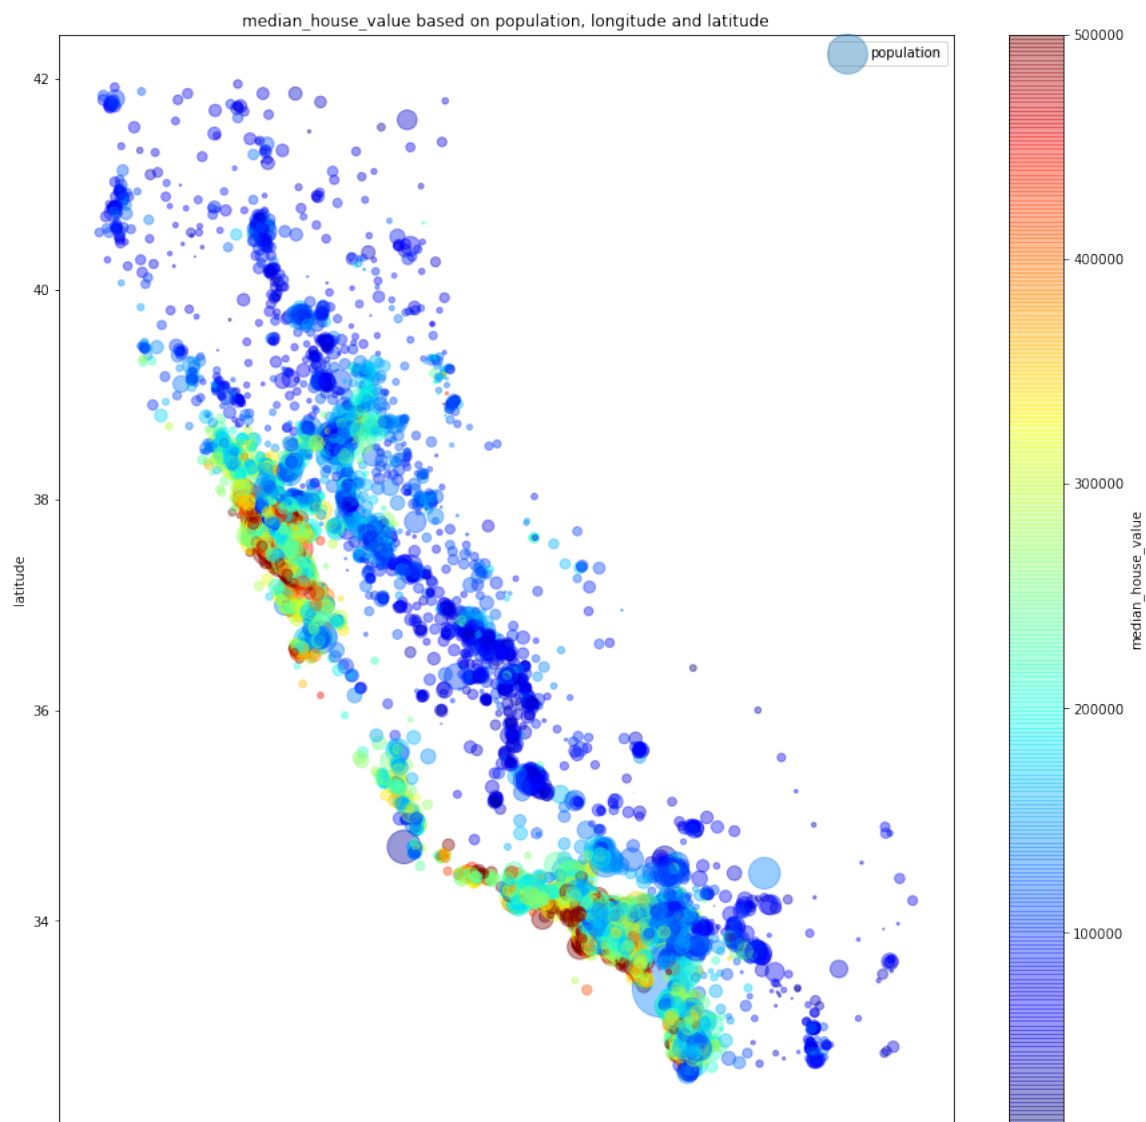 median_house_value based on population, longitude and latitude
population
42
40
38
36
34
latitude
500000
400000
300000
200000
100000
median_house_value